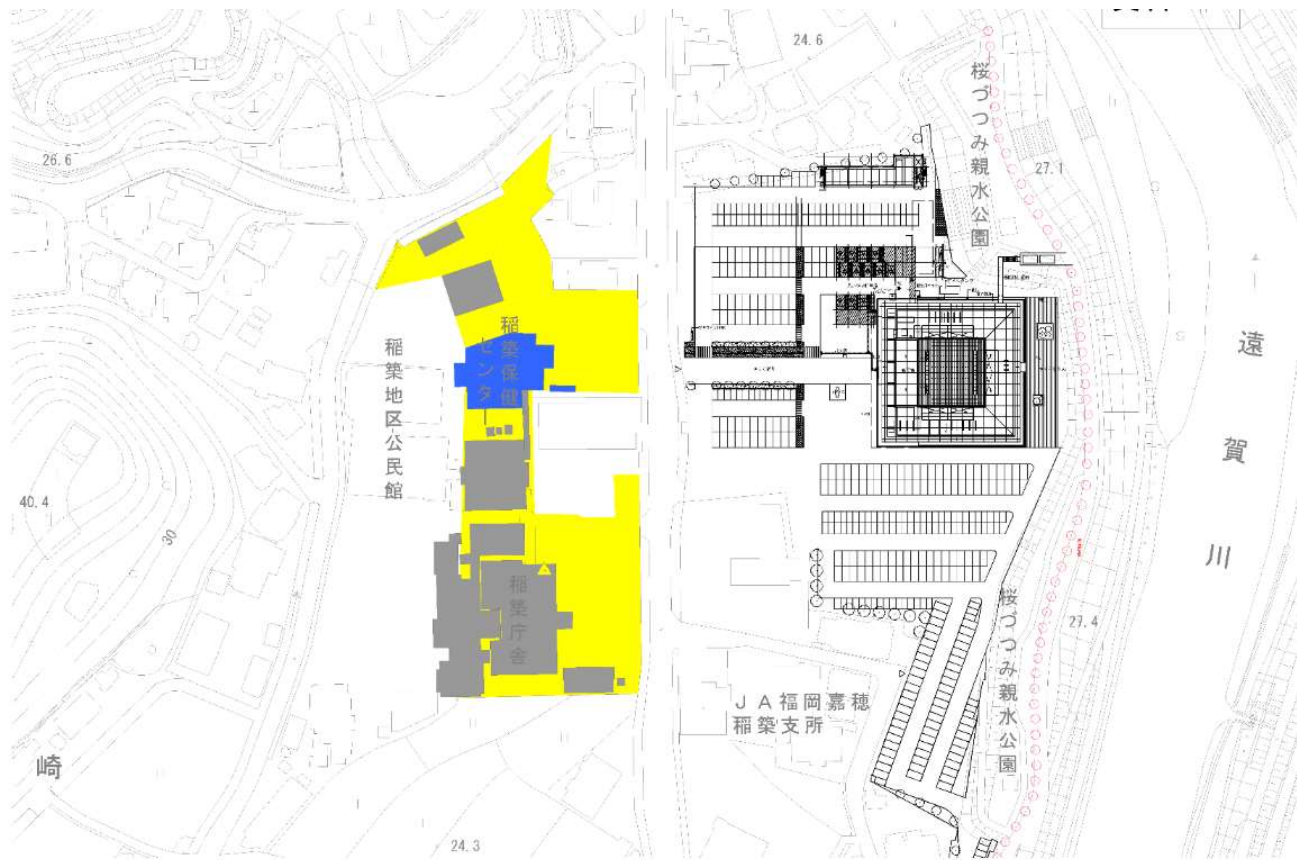 24.6
桜づつみ親水公園
27.1
26.6
遠賀川
稲築保健
センター
稲築地区公民館
40.4
30
稲築庁舎
桜づつみ親水公園
27.4
JA福岡嘉穂
稲築支所
崎
24.3